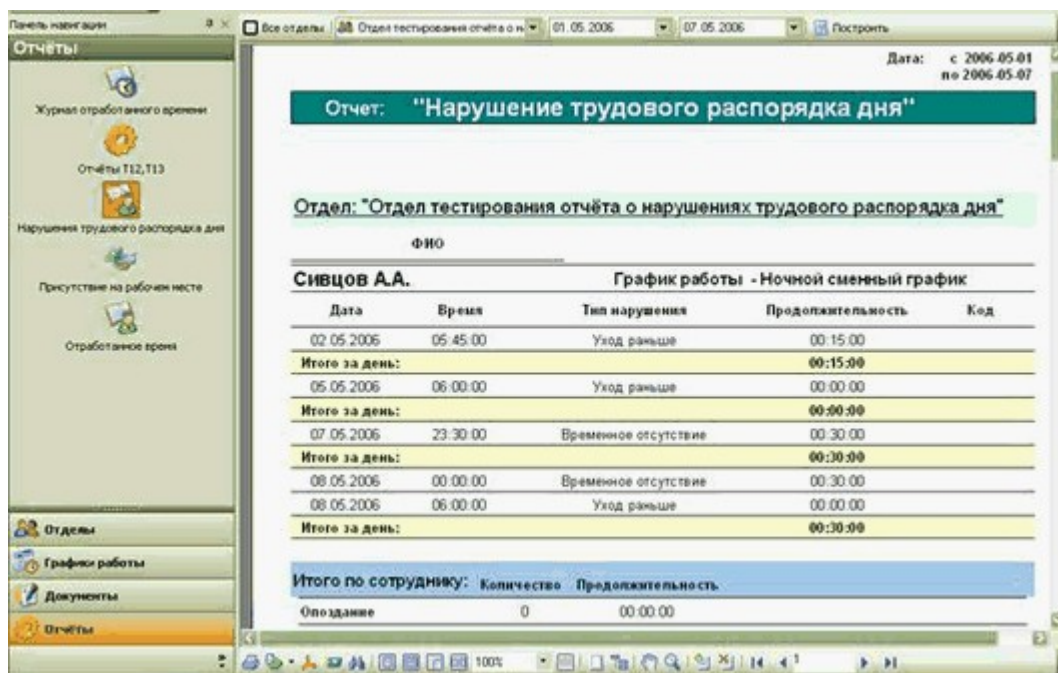 Панель навигации
Все отделы
Отдел тестирования отчёта о н
01.05.2006
07.05.2006
Построить
Отчёты
Журнал отработанного времени
Отчёты Т12,Т13
Нарушения трудового распорядка дня
Присутствие на рабочем месте
Отработанное время
Отделы
Графики работы
Документы
Отчёты
Дата: с 2006-05-01
по 2006-05-07
Отчет: "Нарушение трудового распорядка дня"
Отдел: "Отдел тестирования отчёта о нарушениях трудового распорядка дня"
ФИО
Сивцов А.А. График работы - Ночной сменный график
Дата Время Тип нарушения Продолжительность Код
02.05.2006 05:45:00 Уход раньше 00:15:00
Итого за день: 00:15:00
05.05.2006 06:00:00 Уход раньше 00:00:00
Итого за день: 00:00:00
07.05.2006 23:30:00 Временное отсутствие 00:30:00
Итого за день: 00:30:00
08.05.2006 00:00:00 Временное отсутствие 00:30:00
08.05.2006 06:00:00 Уход раньше 00:00:00
Итого за день: 00:30:00
Итого по сотруднику: Количество Продолжительность
Опоздание 0 00:00:00
100%
1